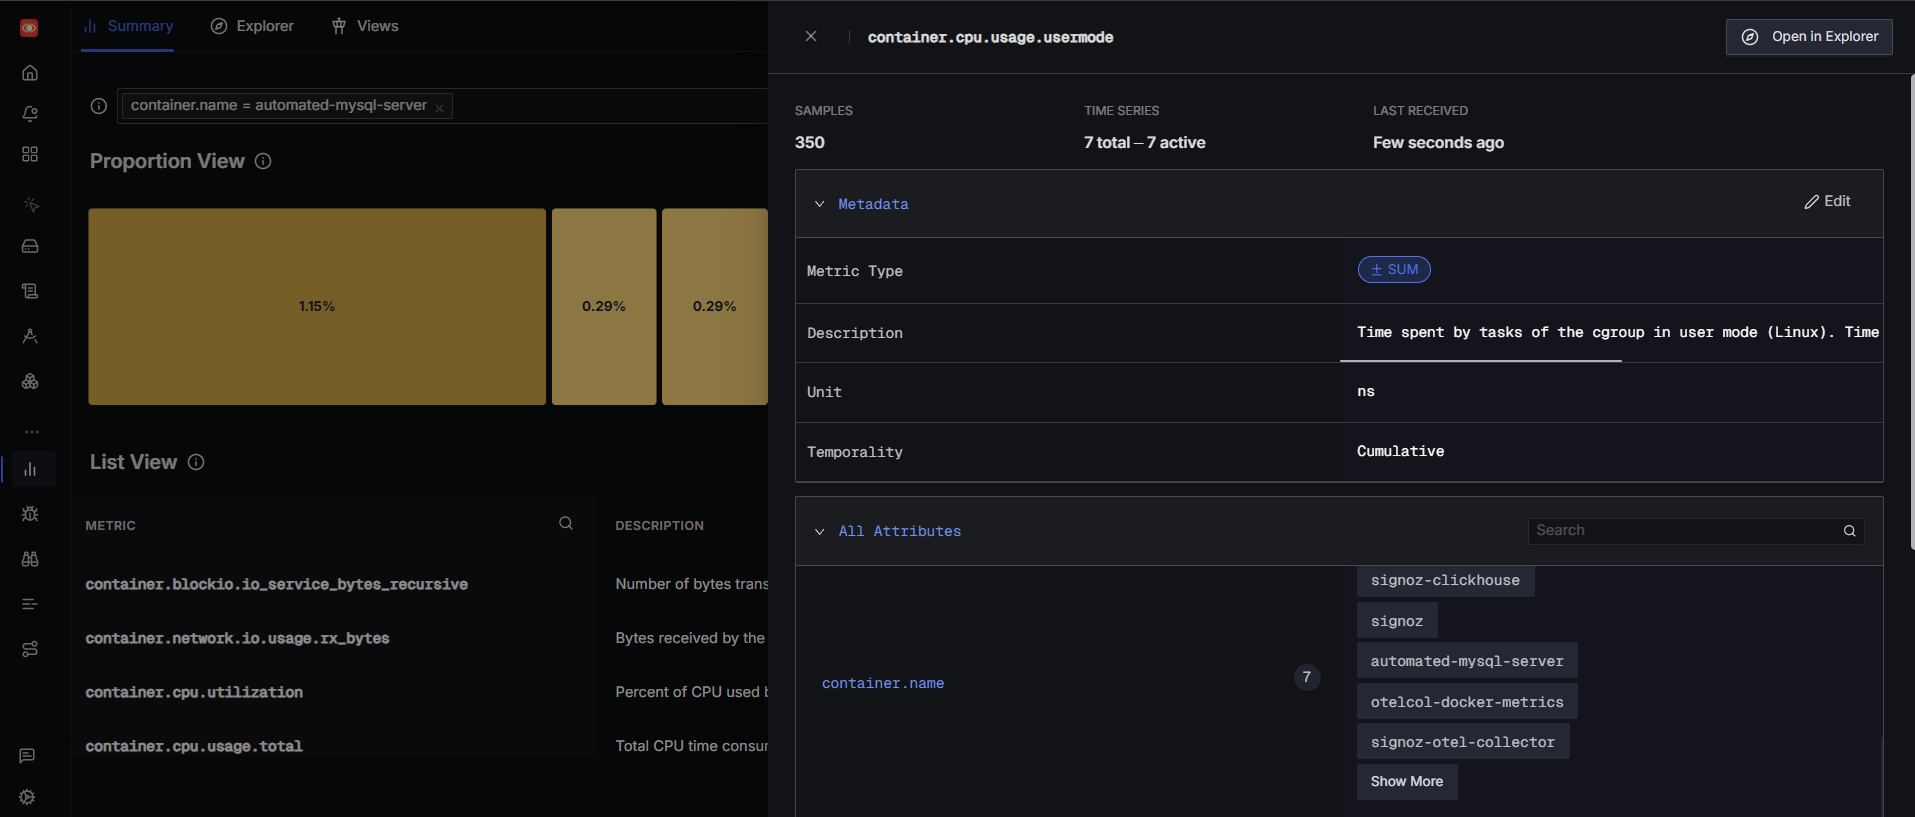 Summary
Explorer
Views
container.name = automated-mysql-server
Proportion View
1.15%
0.29%
0.29%
List View
METRIC
DESCRIPTION
container.blockio.io_service_bytes_recursive
Number of bytes trans
container.network.io.usage.rx_bytes
Bytes received by the
container.cpu.utilization
Percent of CPU used
container.cpu.usage.total
Total CPU time consu
container.cpu.usage.usermode
Open in Explorer
SAMPLES
TIME SERIES
LAST RECEIVED
350
7 total – 7 active
Few seconds ago
Metadata
Edit
Metric Type
± SUM
Description
Time spent by tasks of the cgroup in user mode (Linux). Time
Unit
ns
Temporality
Cumulative
All Attributes
Search
container.name
7
signoz-clickhouse
signoz
automated-mysql-server
otelcol-docker-metrics
signoz-otel-collector
Show More